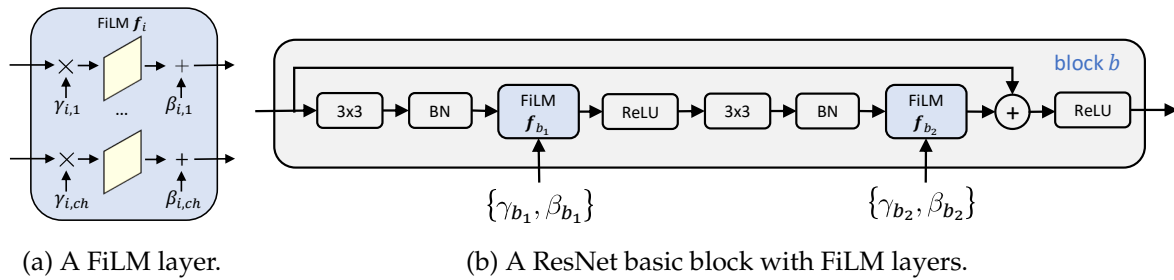 FiLM f_i
γ_{i,1} β_{i,1}
...
γ_{i,ch} β_{i,ch}
(a) A FiLM layer.
block b
3x3 BN FiLM f_{b_1} ReLU 3x3 BN FiLM f_{b_2} + ReLU
{γ_{b_1}, β_{b_1}} {γ_{b_2}, β_{b_2}}
(b) A ResNet basic block with FiLM layers.